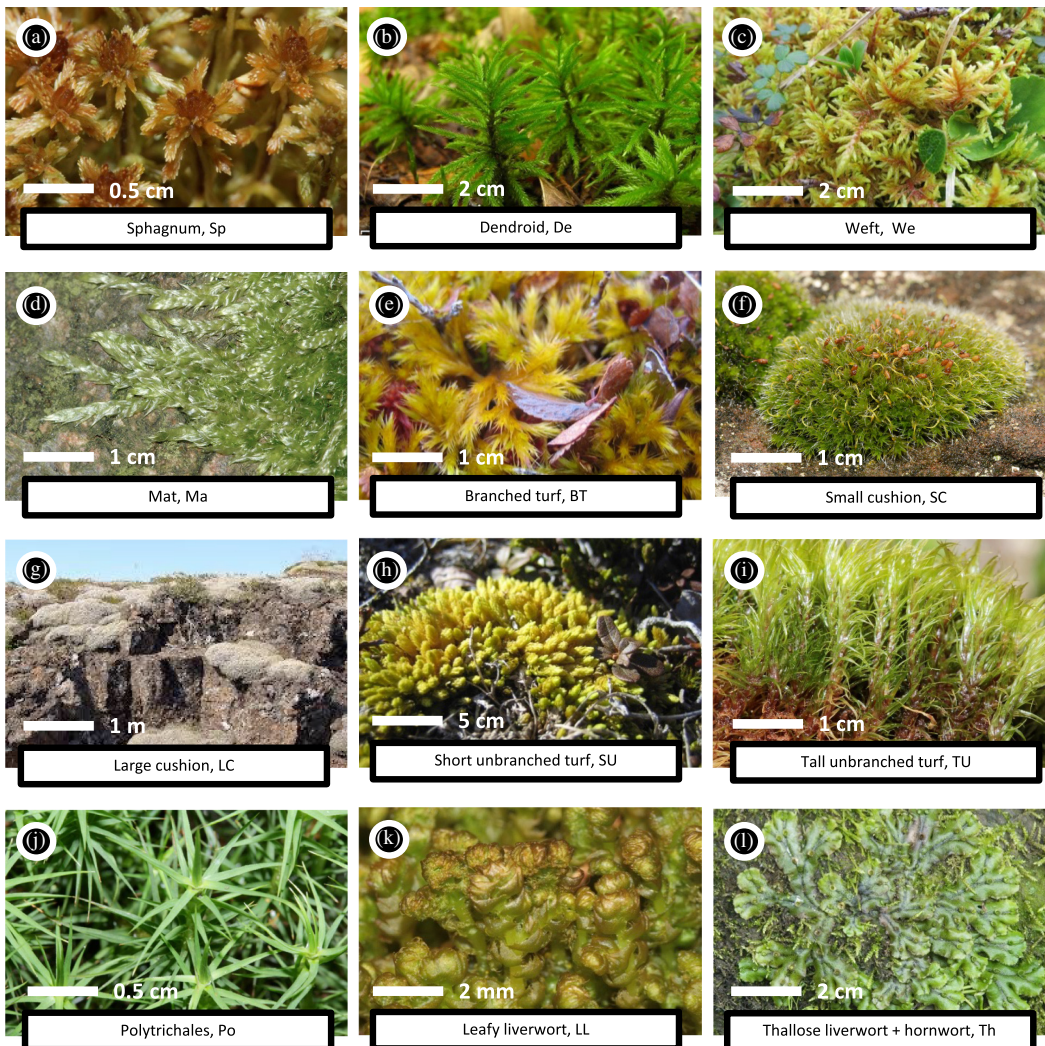 (a)
0.5 cm
Sphagnum, Sp
(b)
2 cm
Dendroid, De
(c)
2 cm
Weft, We
(d)
1 cm
Mat, Ma
(e)
1 cm
Branched turf, BT
(f)
1 cm
Small cushion, SC
(g)
1 m
Large cushion, LC
(h)
5 cm
Short unbranched turf, SU
(i)
1 cm
Tall unbranched turf, TU
(j)
0.5 cm
Polytrichales, Po
(k)
2 mm
Leafy liverwort, LL
(l)
2 cm
Thallose liverwort + hornwort, Th